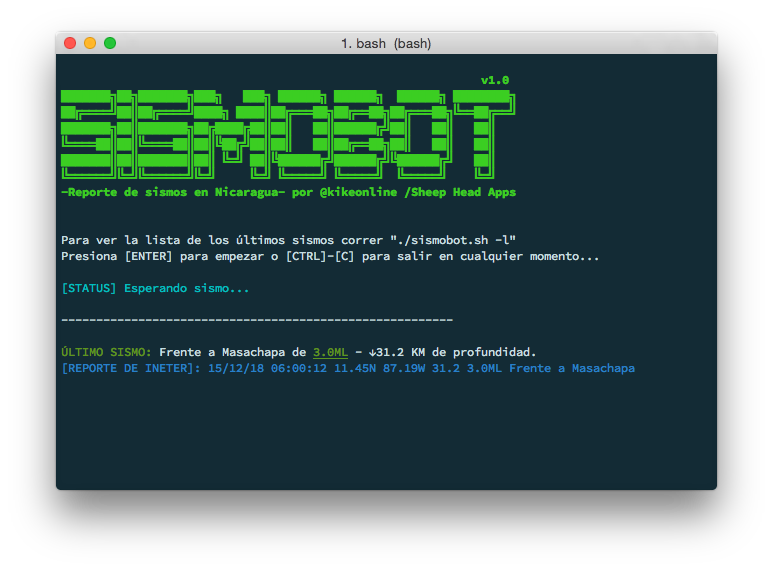 1. bash (bash)
v1.0
SISMOBOT
-Reporte de sismos en Nicaragua- por @kikeonline /Sheep Head Apps
Para ver la lista de los últimos sismos correr "./sismobot.sh -l"
Presiona [ENTER] para empezar o [CTRL]-[C] para salir en cualquier momento...
[STATUS] Esperando sismo...
--------------------------------------------------------
ÚLTIMO SISMO: Frente a Masachapa de 3.0ML - ↓31.2 KM de profundidad.
[REPORTE DE INETER]: 15/12/18 06:00:12 11.45N 87.19W 31.2 3.0ML Frente a Masachapa